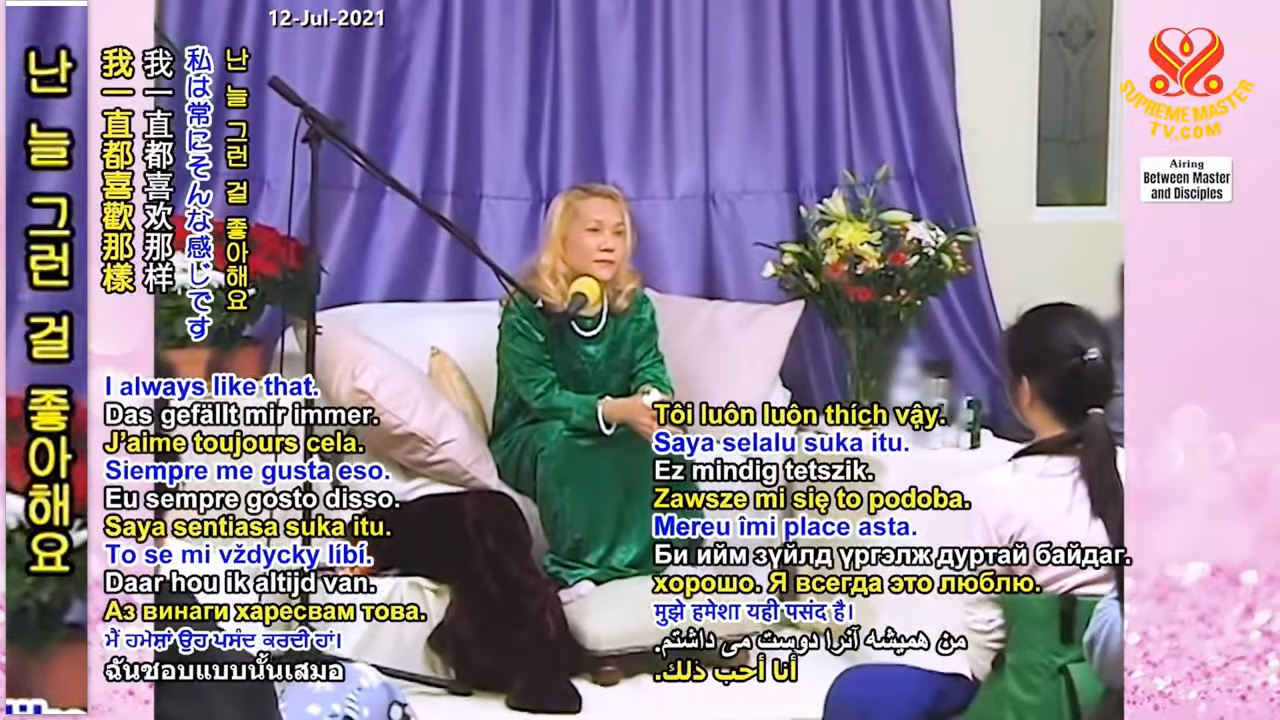 12-Jul-2021
난 늘 그런 걸 좋아해요
我一直都喜歡那樣
我一直都喜欢那样
私は常にそんな感じです
난 늘 그런 걸 좋아해요
I always like that.
Das gefällt mir immer.
J'aime toujours cela.
Siempre me gusta eso.
Eu sempre gosto disso.
Saya sentiasa suka itu.
To se mi vždycky líbí.
Daar hou ik altijd van.
Аз винаги харесвам това.
ਮੈਂ ਹਮੇਸ਼ਾਂ ਉਹ ਪਸੰਦ ਕਰਦੀ ਹਾਂ।
ฉันชอบแบบนั้นเสมอ
Tôi luôn luôn thích vậy.
Saya selalu suka itu.
Ez mindig tetszik.
Zawsze mi się to podoba.
Mereu îmi place asta.
Би ийм зүйлд үргэлж дуртай байдаг.
хорошо. Я всегда это люблю.
मुझे हमेशा यही पसंद है।
من همیشه آنرا دوست می داشتم.
أنا أحب ذلك.
SUPREME MASTER
TV.COM
Airing
Between Master
and Disciples